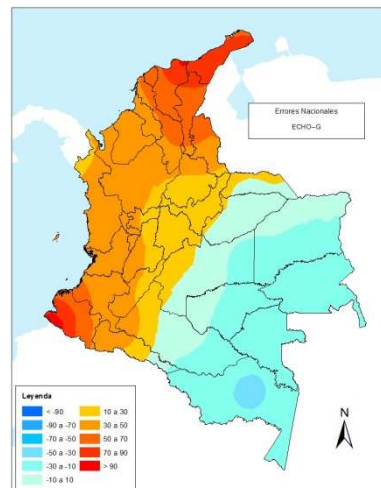 Errores Nacionales
ECHO-G
Leyenda
< -90
-90 a -70
-70 a -50
-50 a -30
-30 a -10
-10 a 10
10 a 30
30 a 50
50 a 70
70 a 90
> 90
N